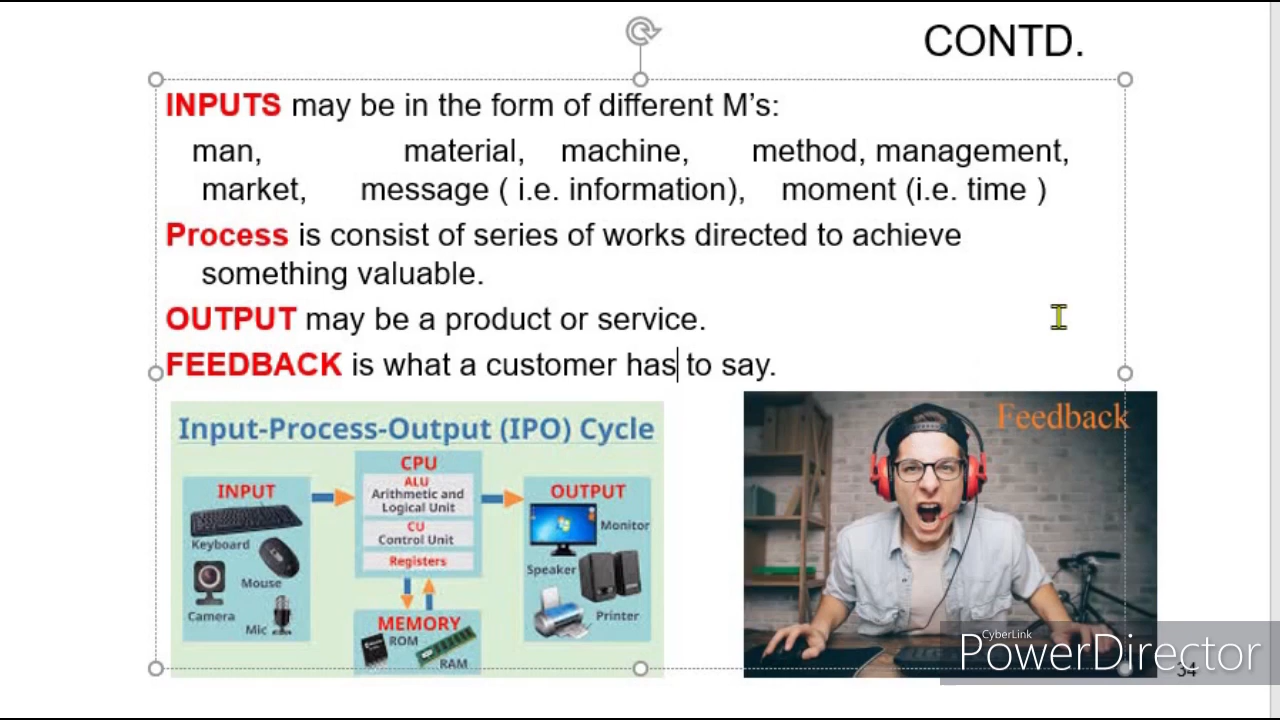 CONTD.
INPUTS may be in the form of different M's:
man, material, machine, method, management,
market, message ( i.e. information), moment (i.e. time )
Process is consist of series of works directed to achieve
something valuable.
OUTPUT may be a product or service.
FEEDBACK is what a customer has to say.
Input-Process-Output (IPO) Cycle
INPUT
Keyboard
Mouse
Camera
Mic
CPU
ALU
Arithmetic and
Logical Unit
CU
Control Unit
Registers
MEMORY
ROM
RAM
OUTPUT
Monitor
Speaker
Printer
Feedback
CyberLink
PowerDirector
34